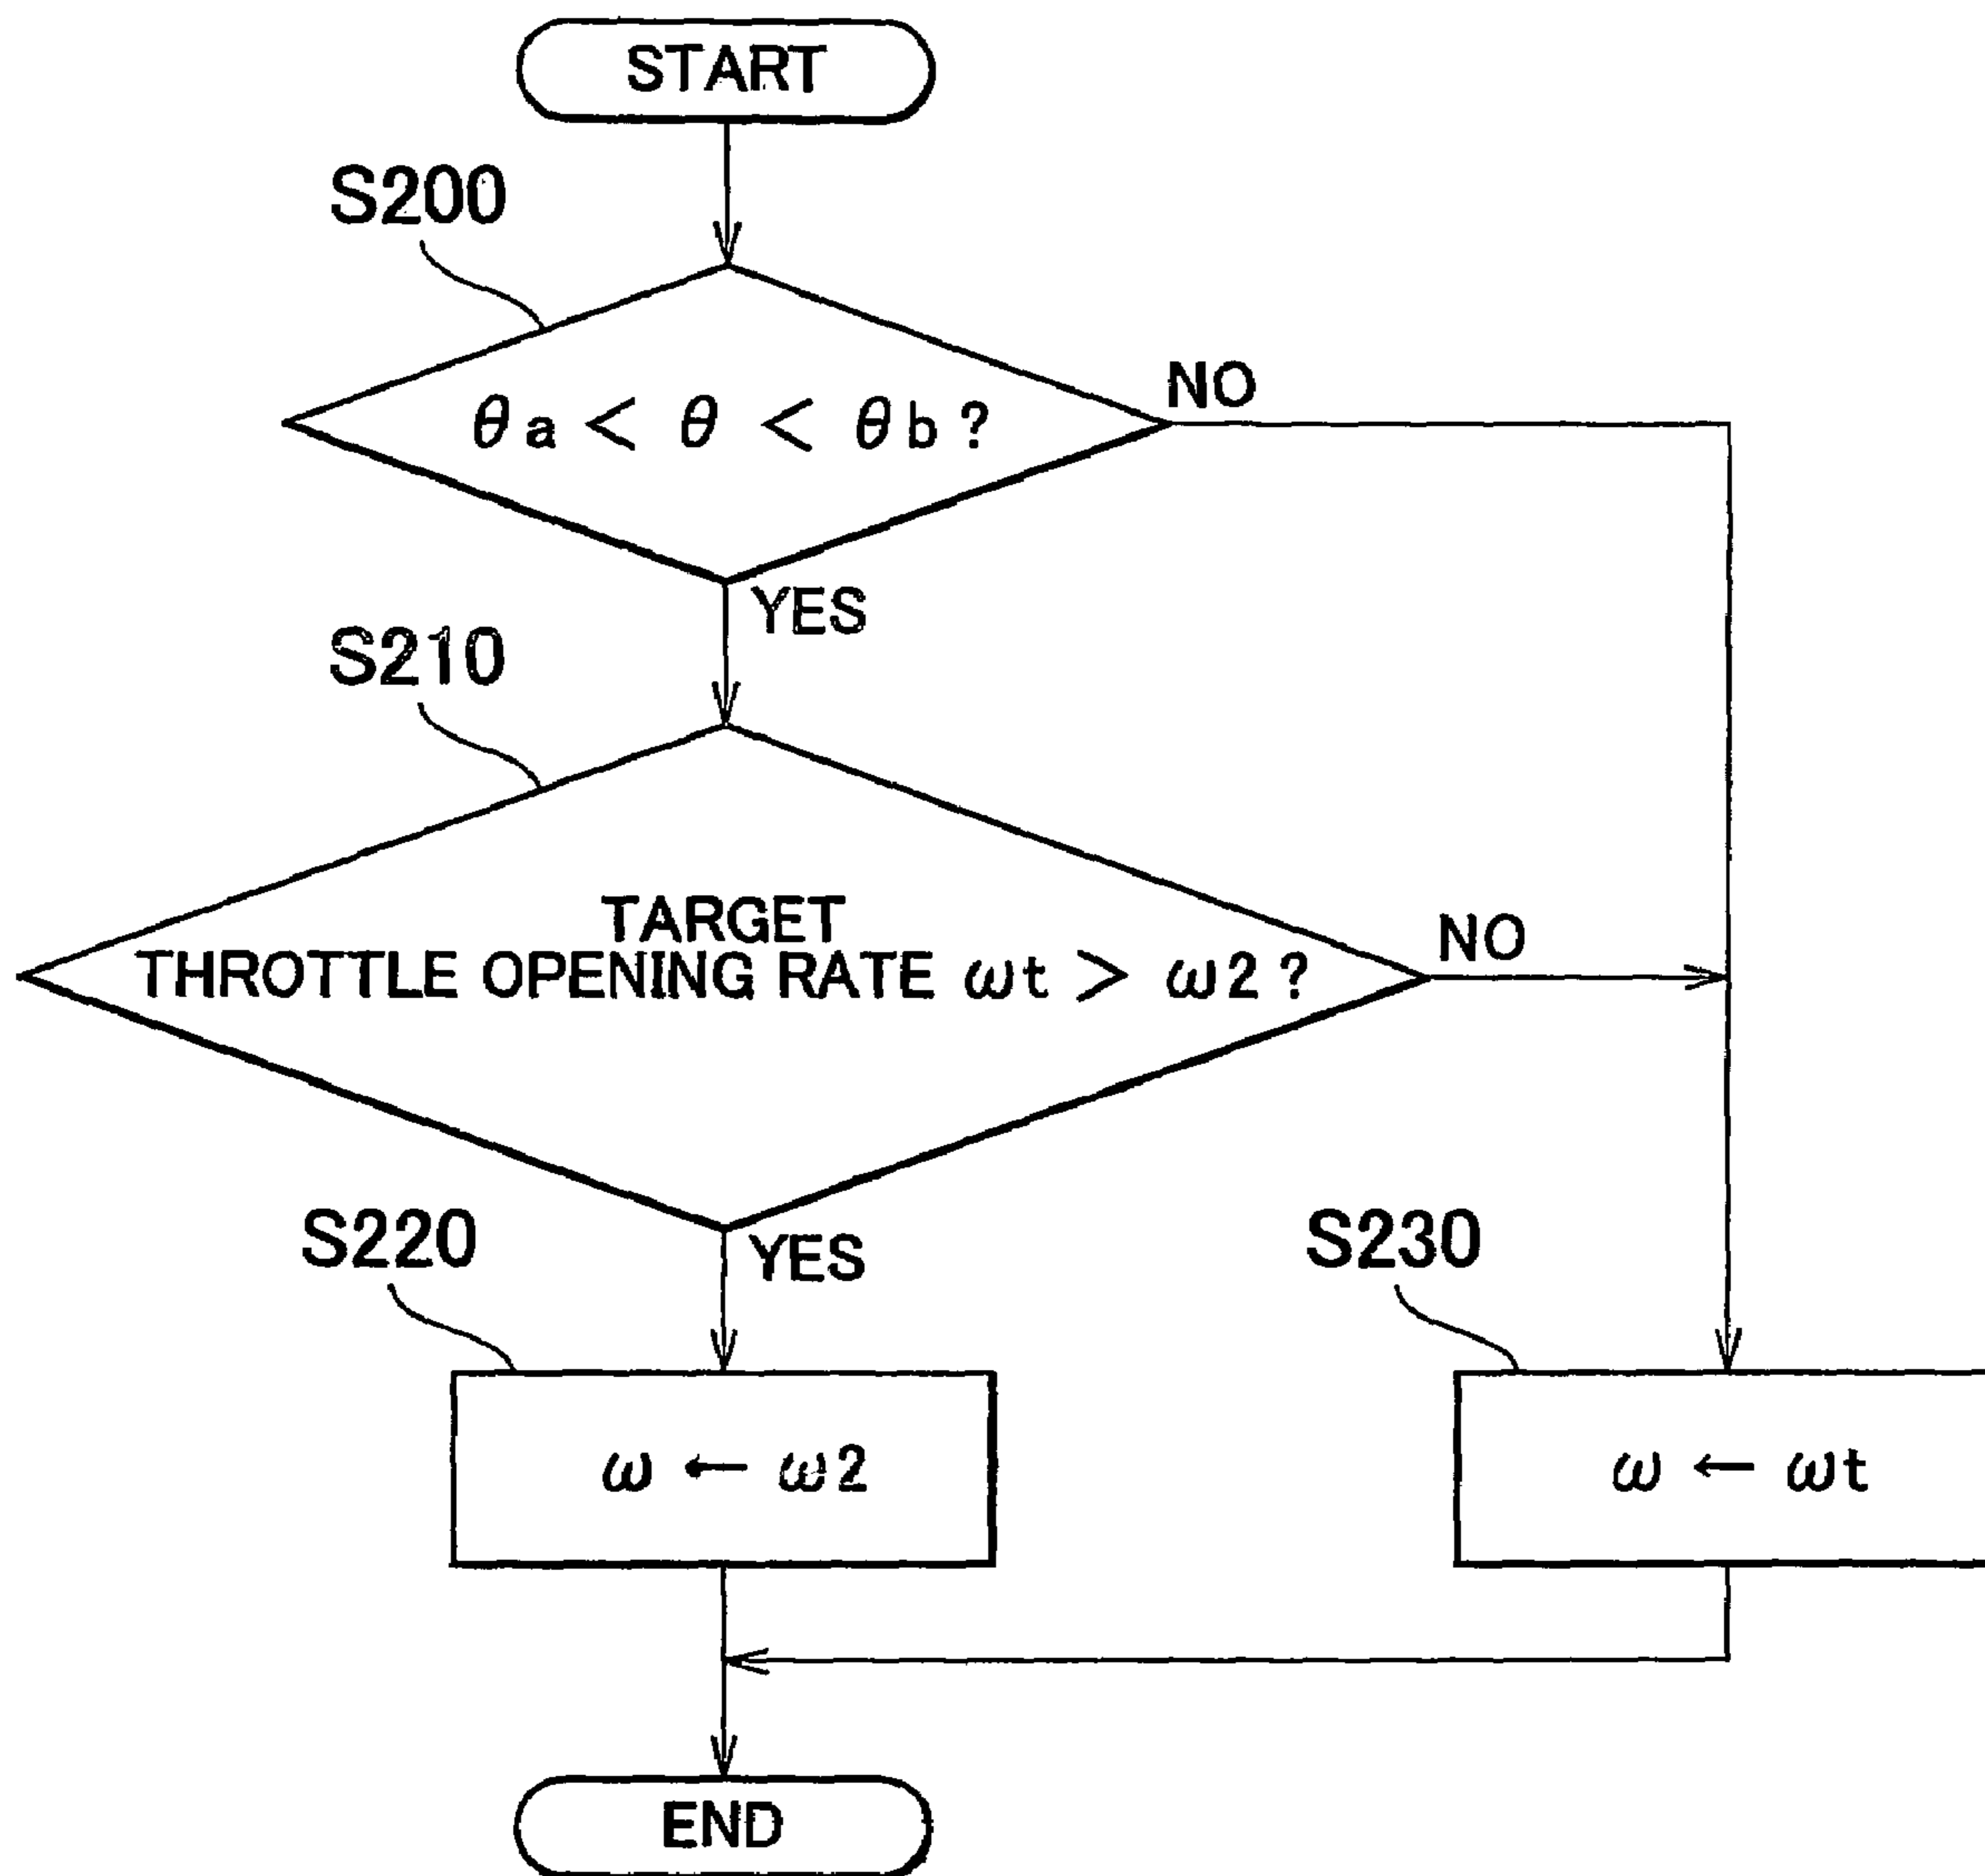 START
S200
θa < θ < θb?
NO
YES
S210
TARGET
THROTTLE OPENING RATE ωt > ω2?
NO
YES
S220
S230
ω ← ω2
ω ← ωt
END